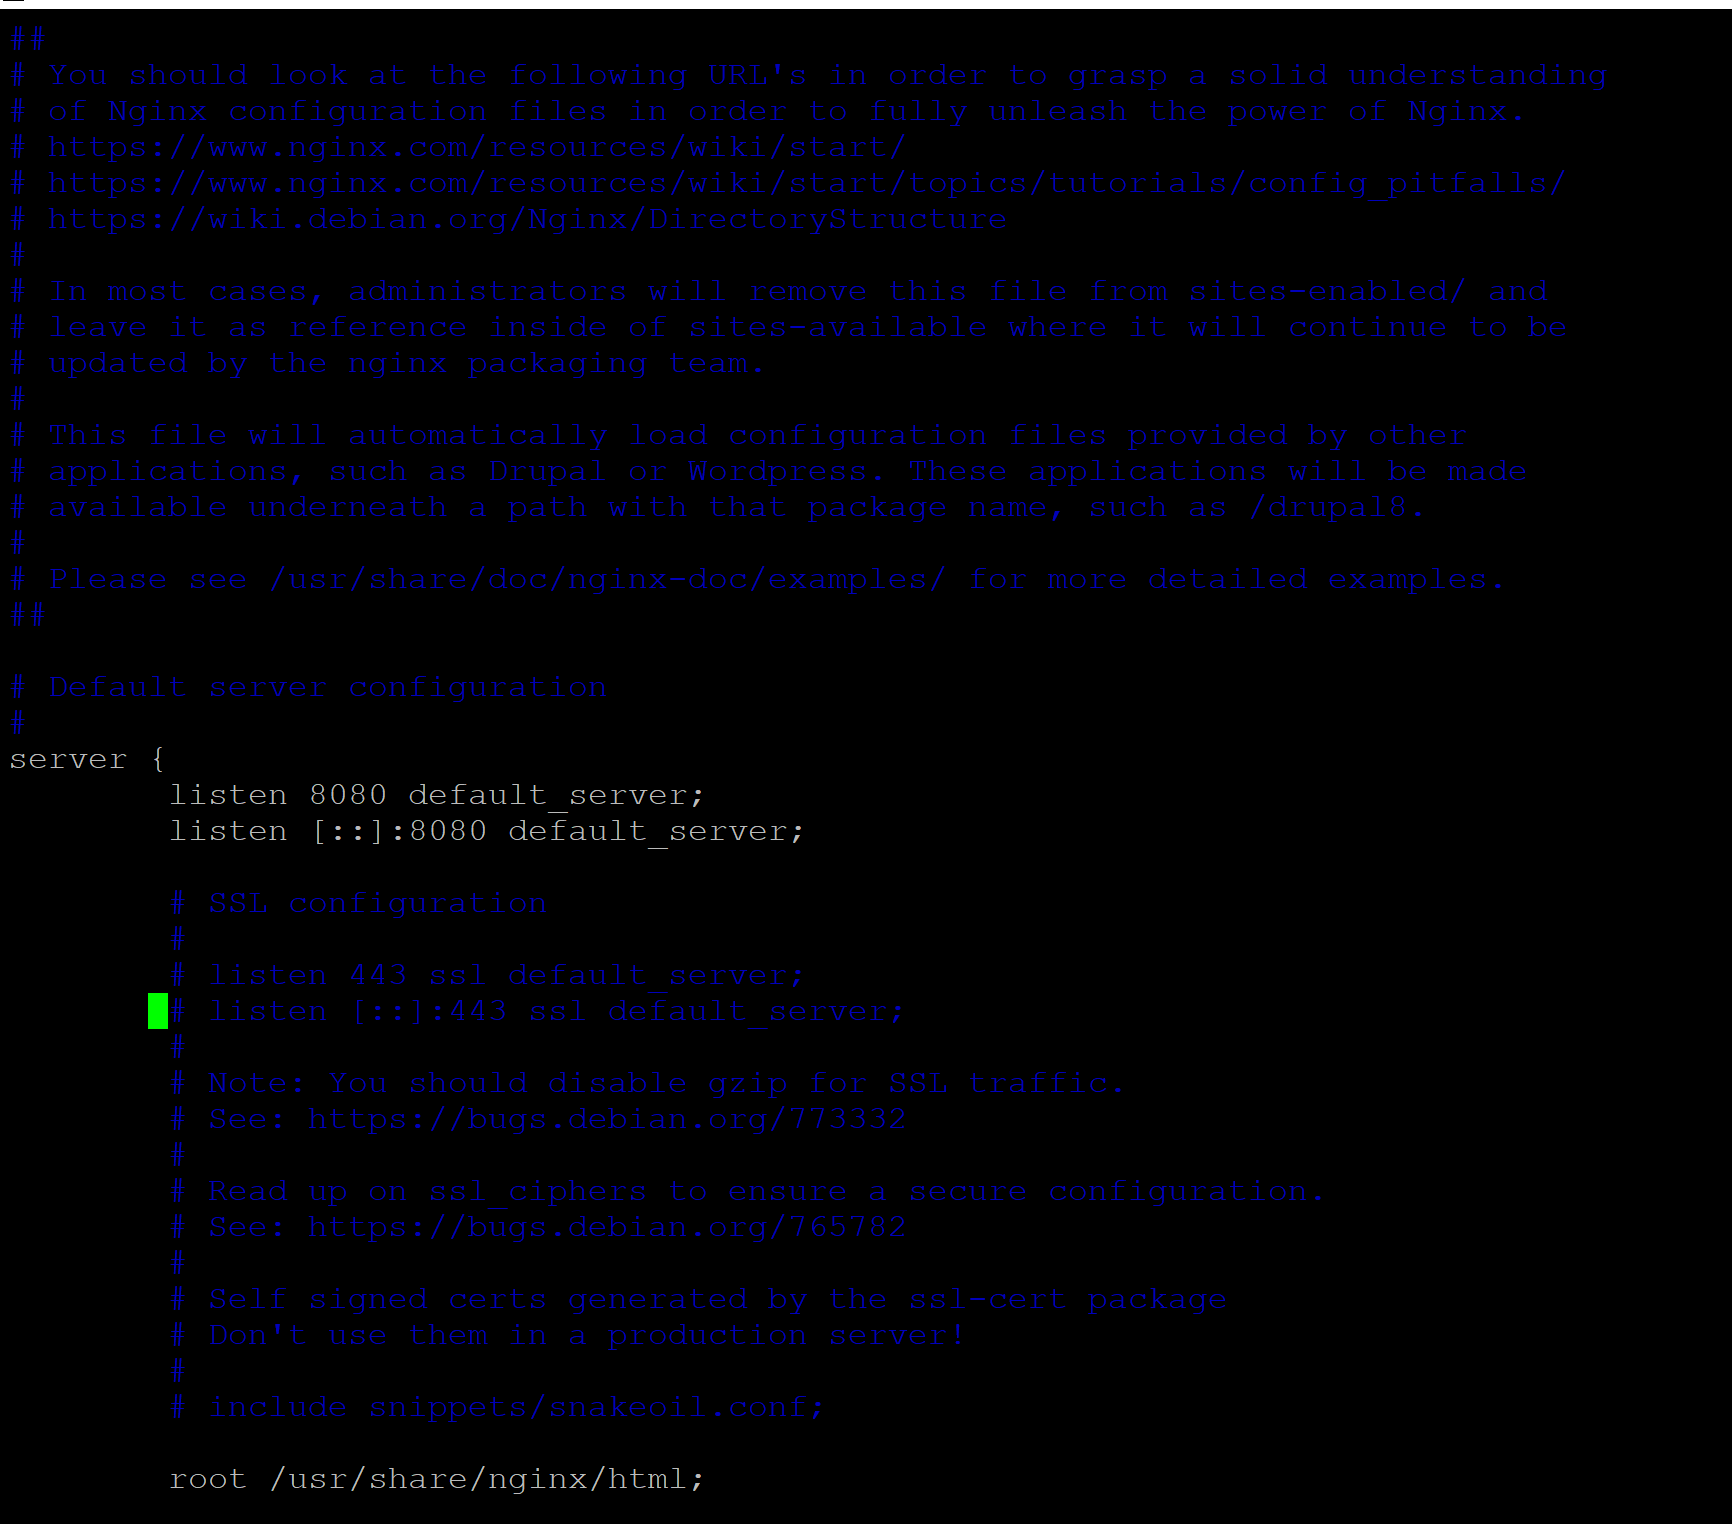 ##
# You should look at the following URL's in order to grasp a solid understanding
# of Nginx configuration files in order to fully unleash the power of Nginx.
# https://www.nginx.com/resources/wiki/start/
# https://www.nginx.com/resources/wiki/start/topics/tutorials/config_pitfalls/
# https://wiki.debian.org/Nginx/DirectoryStructure
#
# In most cases, administrators will remove this file from sites-enabled/ and
# leave it as reference inside of sites-available where it will continue to be
# updated by the nginx packaging team.
#
# This file will automatically load configuration files provided by other
# applications, such as Drupal or Wordpress. These applications will be made
# available underneath a path with that package name, such as /drupal8.
#
# Please see /usr/share/doc/nginx-doc/examples/ for more detailed examples.
##
# Default server configuration
#
server {
listen 8080 default_server;
listen [::]:8080 default_server;
# SSL configuration
#
# listen 443 ssl default_server;
# listen [::]:443 ssl default_server;
#
# Note: You should disable gzip for SSL traffic.
# See: https://bugs.debian.org/773332
#
# Read up on ssl_ciphers to ensure a secure configuration.
# See: https://bugs.debian.org/765782
#
# Self signed certs generated by the ssl-cert package
# Don't use them in a production server!
#
# include snippets/snakeoil.conf;
root /usr/share/nginx/html;